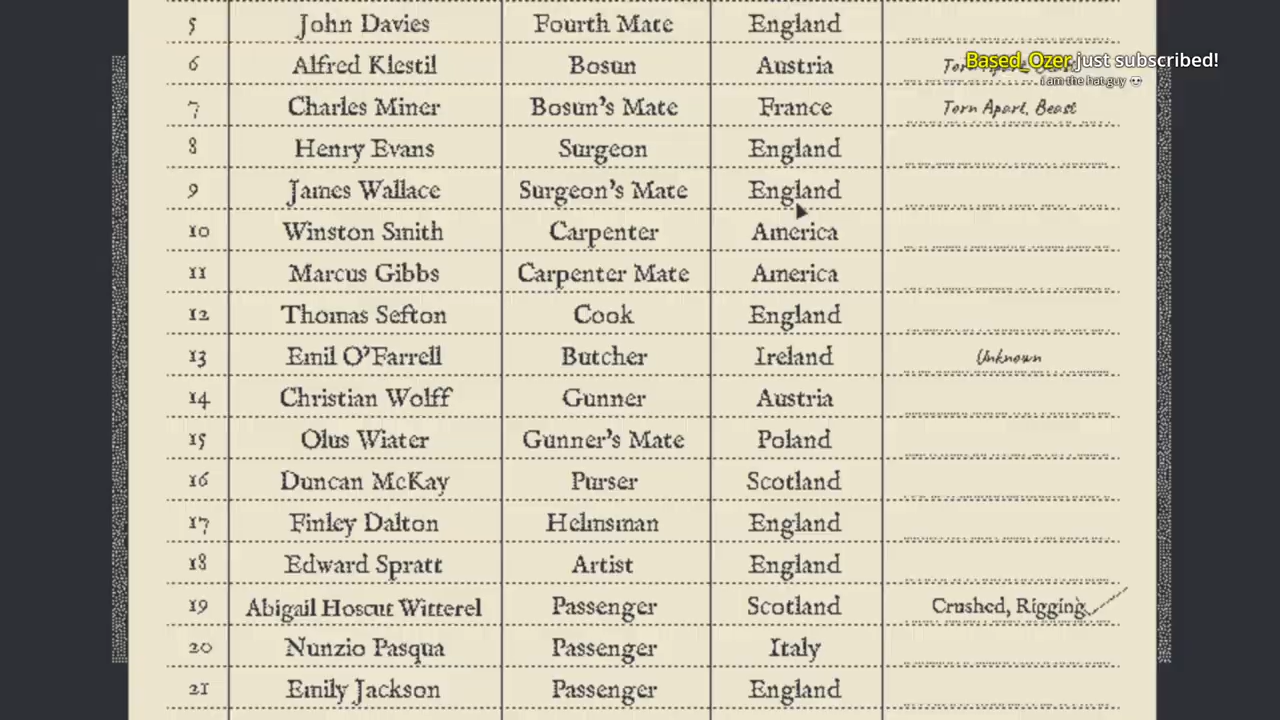 5 John Davies Fourth Mate England
Based_Ozer just subscribed!
6 Alfred Klestil Bosun Austria
i am the hat guy
7 Charles Miner Bosun's Mate France Torn Apart, Beast
8 Henry Evans Surgeon England
9 James Wallace Surgeon's Mate England
10 Winston Smith Carpenter America
11 Marcus Gibbs Carpenter Mate America
12 Thomas Sefton Cook England
13 Emil O'Farrell Butcher Ireland Unknown
14 Christian Wolff Gunner Austria
15 Olus Wiater Gunner's Mate Poland
16 Duncan McKay Purser Scotland
17 Finley Dalton Helmsman England
18 Edward Spratt Artist England
19 Abigail Hoscut Witterel Passenger Scotland Crushed, Rigging
20 Nunzio Pasqua Passenger Italy
21 Emily Jackson Passenger England